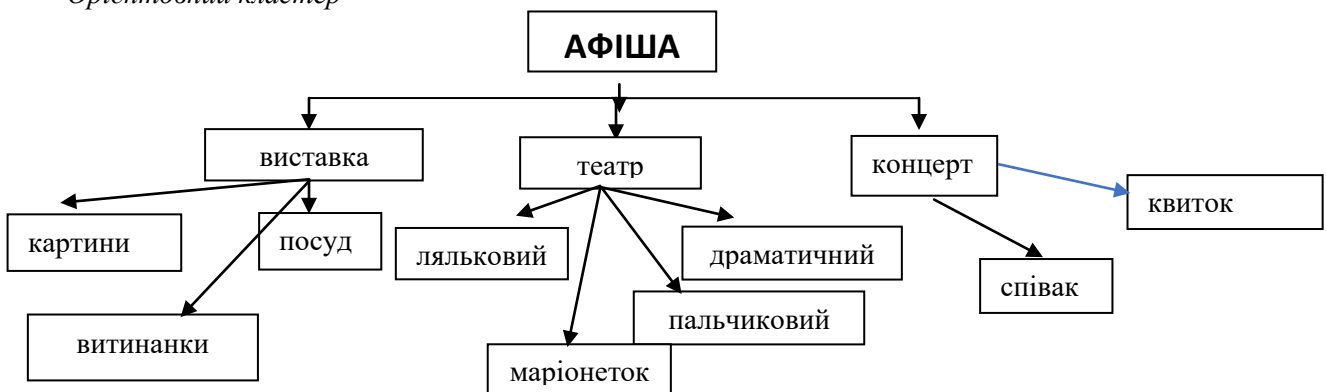 Орієнтовний кластер
АФІША
виставка
театр
концерт
картини
посуд
ляльковий
драматичний
квиток
витинанки
маріонеток
пальчиковий
співак